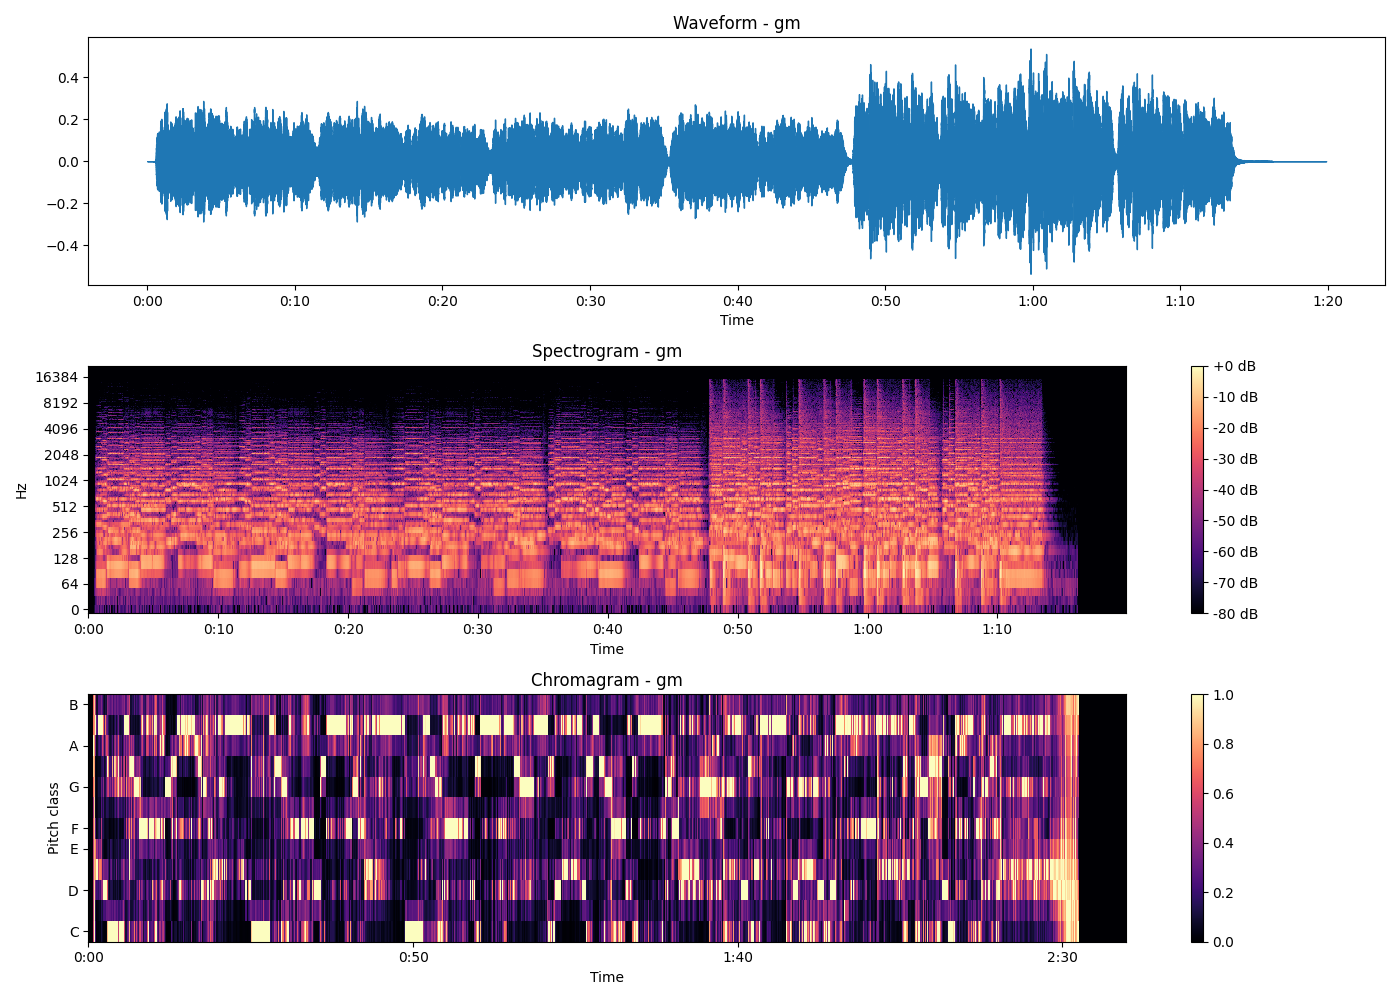 Waveform - gm
0.4
0.2
0.0
−0.2
−0.4
0:00 0:10 0:20 0:30 0:40 0:50 1:00 1:10 1:20
Time
Spectrogram - gm
Hz
16384
8192
4096
2048
1024
512
256
128
64
0
0:00 0:10 0:20 0:30 0:40 0:50 1:00 1:10
Time
+0 dB
-10 dB
-20 dB
-30 dB
-40 dB
-50 dB
-60 dB
-70 dB
-80 dB
Chromagram - gm
Pitch class
B
A
G
F
E
D
C
0:00 0:50 1:40 2:30
Time
1.0
0.8
0.6
0.4
0.2
0.0